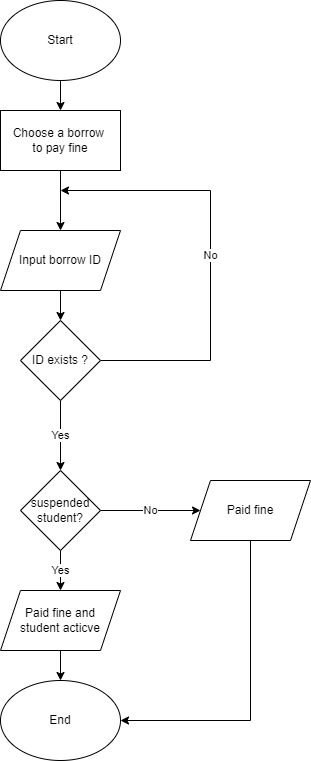 Start
Choose a borrow
to pay fine
Input borrow ID
No
ID exists ?
Yes
suspended
student?
No
Paid fine
Yes
Paid fine and
student acticve
End